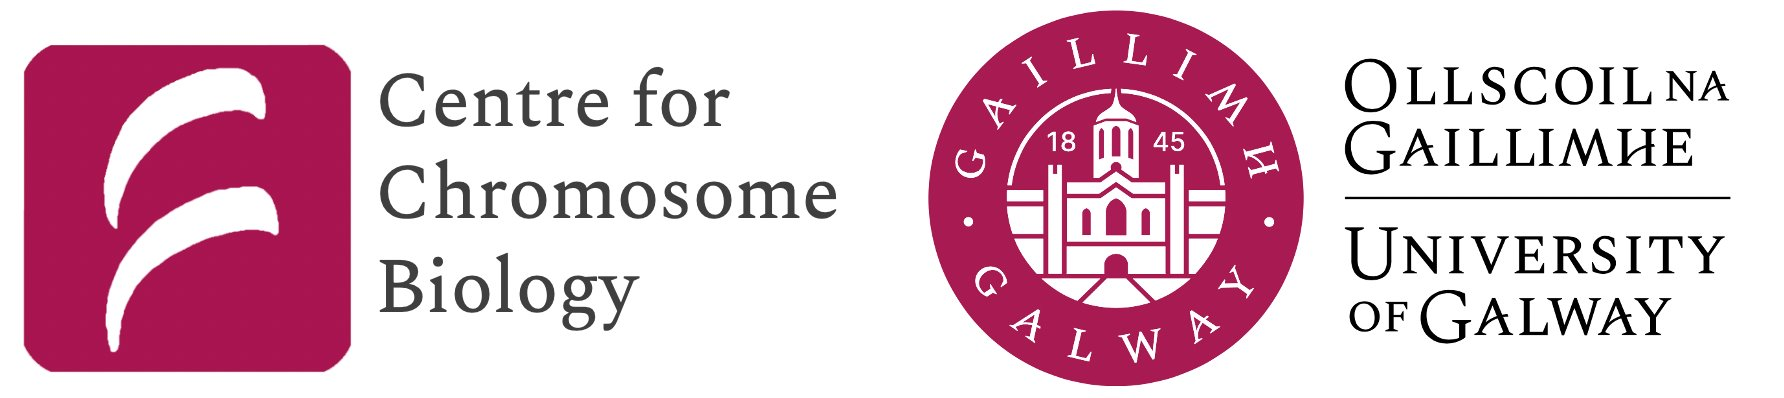 Centre for
Chromosome
Biology
GAILLIMH
18 45
GALWAY
OLLSCOIL NA
GAILLIMHE
UNIVERSITY
OF GALWAY